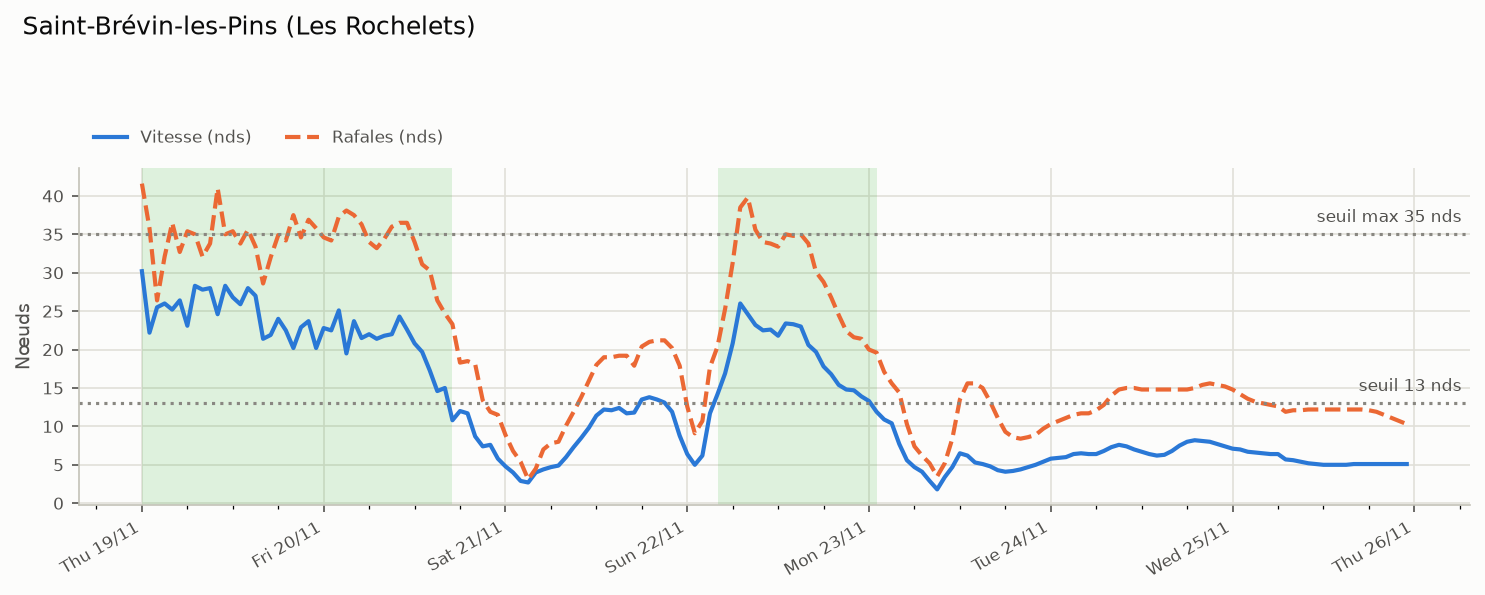 Saint-Brévin-les-Pins (Les Rochelets)
Vitesse (nds) Rafales (nds)
40
35
30
25
20
15
10
5
0
Nœuds
seuil max 35 nds
seuil 13 nds
Thu 19/11
Fri 20/11
Sat 21/11
Sun 22/11
Mon 23/11
Tue 24/11
Wed 25/11
Thu 26/11